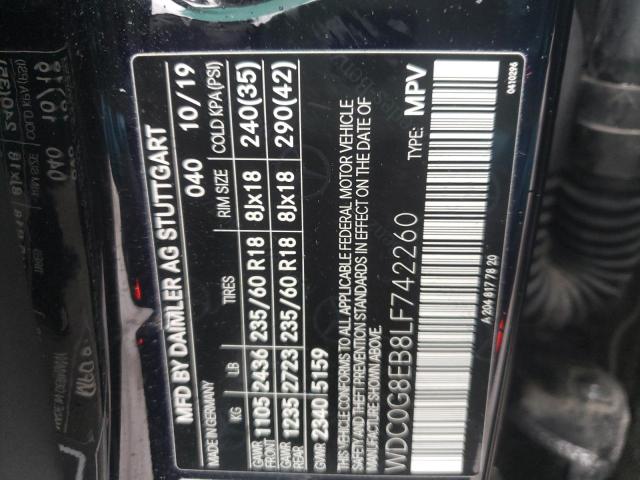 MFD BY DAIMLER AG STUTTGART
MADE IN GERMANY 040 10/19
KG LB TIRES RIM SIZE COLD KPA(PSI)
GAWR FRONT 1105 2436 235/60 R18 8Jx18 240(35)
GAWR REAR 1235 2723 235/60 R18 8Jx18 290(42)
GVWR 2340 5159
THIS VEHICLE CONFORMS TO ALL APPLICABLE FEDERAL MOTOR VEHICLE
SAFETY AND THEFT PREVENTION STANDARDS IN EFFECT ON THE DATE OF
MANUFACTURE ABOVE.
WDC0G8EB8LF742260 TYPE: MPV
A 204 817 78 20 0410296